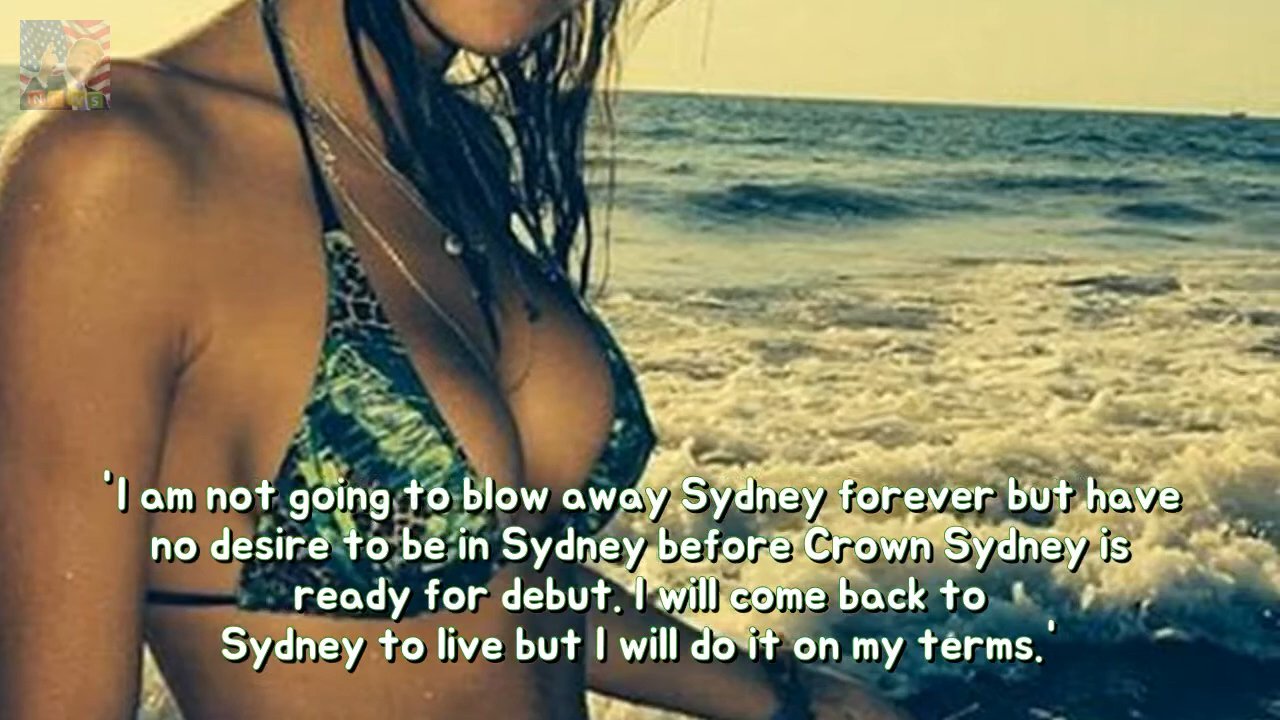 NEWS
'I am not going to blow away Sydney forever but have
no desire to be in Sydney before Crown Sydney is
ready for debut. I will come back to
Sydney to live but I will do it on my terms.'